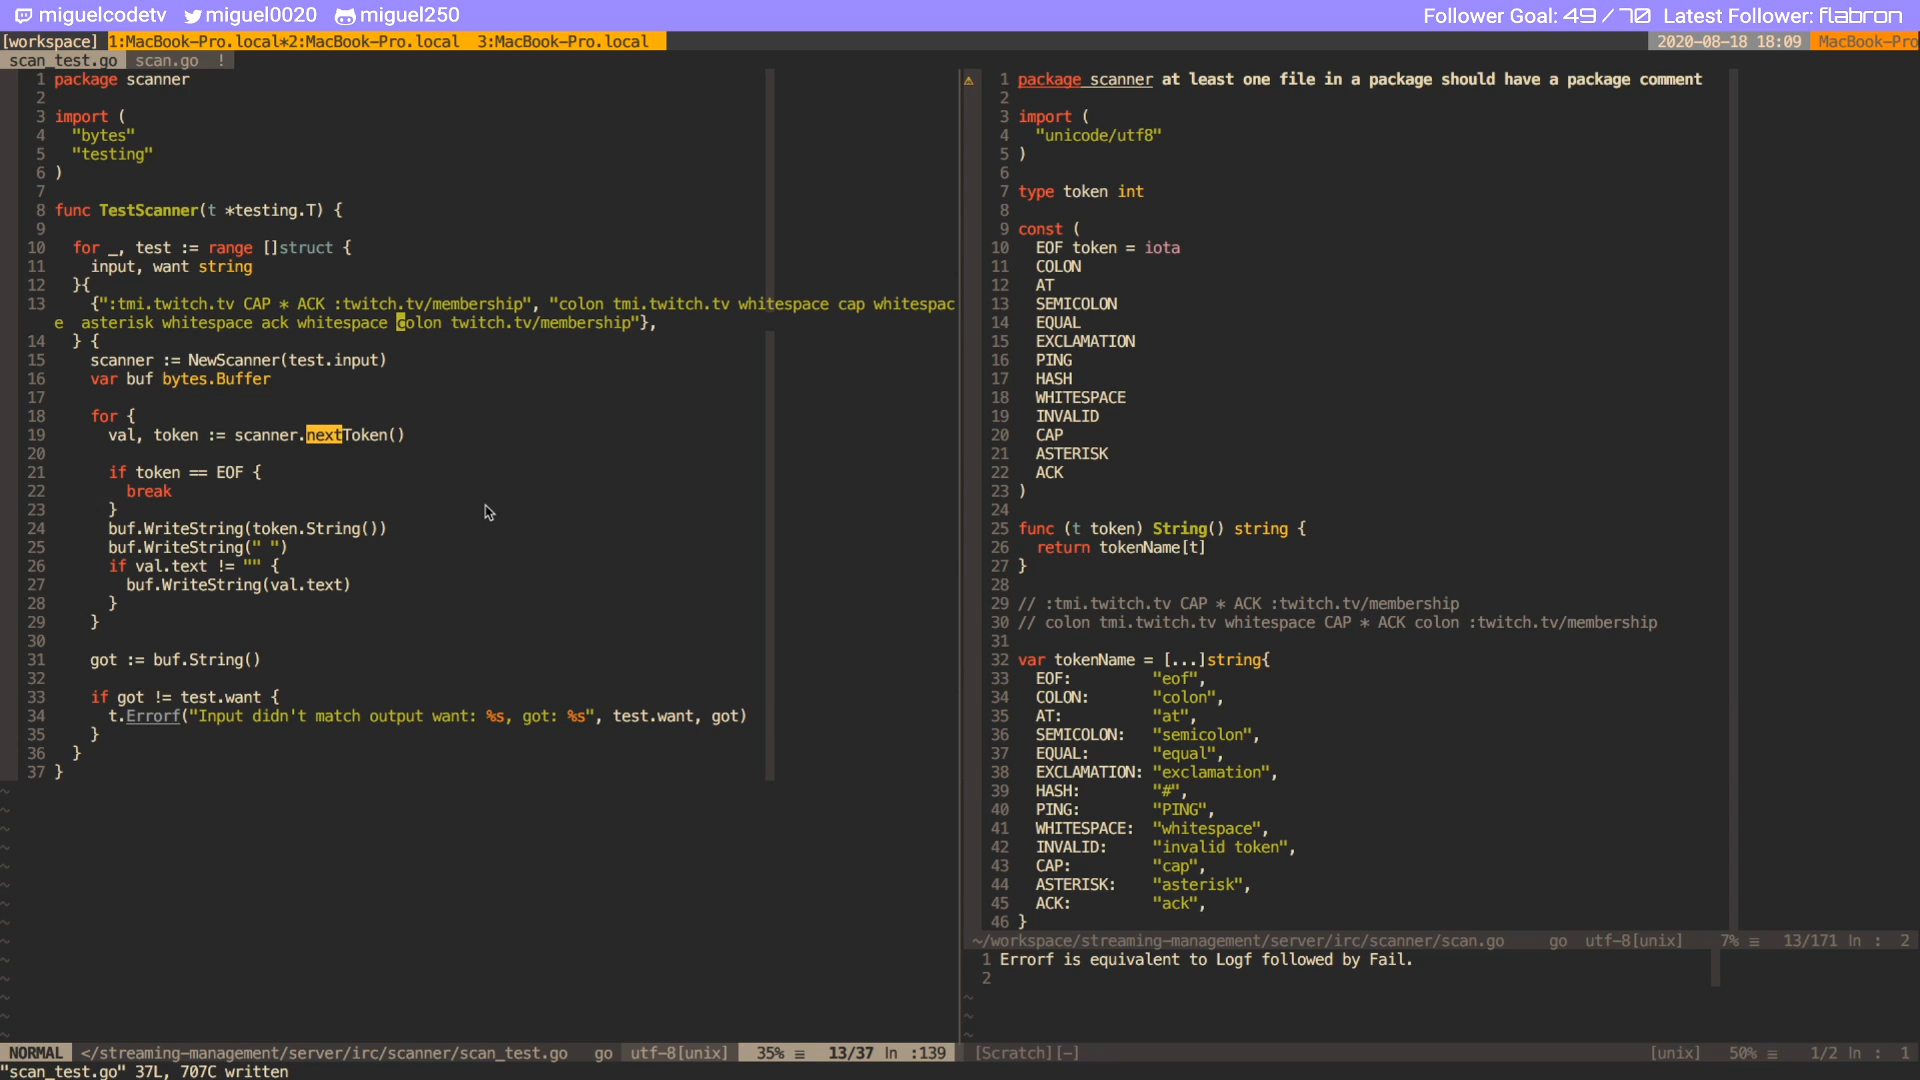 miguelcodetv miguel0020 miguel250 Follower Goal: 49 / 70 Latest Follower: flabron
[workspace] 1:MacBook-Pro.local*2:MacBook-Pro.local 3:MacBook-Pro.local 2020-08-18 18:09 MacBook-Pro
scan_test.go scan.go !
1 package scanner
2
3 import (
4 "bytes"
5 "testing"
6 )
7
8 func TestScanner(t *testing.T) {
9
10 for _, test := range []struct {
11 input, want string
12 }{
13 {":tmi.twitch.tv CAP * ACK :twitch.tv/membership", "colon tmi.twitch.tv whitespace cap whitespac
e asterisk whitespace ack whitespace colon twitch.tv/membership"},
14 } {
15 scanner := NewScanner(test.input)
16 var buf bytes.Buffer
17
18 for {
19 val, token := scanner.nextToken()
20
21 if token == EOF {
22 break
23 }
24 buf.WriteString(token.String())
25 buf.WriteString(" ")
26 if val.text != "" {
27 buf.WriteString(val.text)
28 }
29 }
30
31 got := buf.String()
32
33 if got != test.want {
34 t.Errorf("Input didn't match output want: %s, got: %s", test.want, got)
35 }
36 }
37 }
~
~
~
~
~
~
~
~
~
~
~
~
~
~
NORMAL </streaming-management/server/irc/scanner/scan_test.go go utf-8[unix] 35% ≡ 13/37 ln :139
"scan_test.go" 37L, 707C written
⚠ 1 package scanner at least one file in a package should have a package comment
2
3 import (
4 "unicode/utf8"
5 )
6
7 type token int
8
9 const (
10 EOF token = iota
11 COLON
12 AT
13 SEMICOLON
14 EQUAL
15 EXCLAMATION
16 PING
17 HASH
18 WHITESPACE
19 INVALID
20 CAP
21 ASTERISK
22 ACK
23 )
24
25 func (t token) String() string {
26 return tokenName[t]
27 }
28
29 // :tmi.twitch.tv CAP * ACK :twitch.tv/membership
30 // colon tmi.twitch.tv whitespace CAP * ACK colon :twitch.tv/membership
31
32 var tokenName = [...]string{
33 EOF: "eof",
34 COLON: "colon",
35 AT: "at",
36 SEMICOLON: "semicolon",
37 EQUAL: "equal",
38 EXCLAMATION: "exclamation",
39 HASH: "#",
40 PING: "PING",
41 WHITESPACE: "whitespace",
42 INVALID: "invalid token",
43 CAP: "cap",
44 ASTERISK: "asterisk",
45 ACK: "ack",
46 }
~/workspace/streaming-management/server/irc/scanner/scan.go go utf-8[unix] 7% ≡ 13/171 ln : 2
1 Errorf is equivalent to Logf followed by Fail.
2
~
~
~
[Scratch][-] [unix] 50% ≡ 1/2 ln : 1